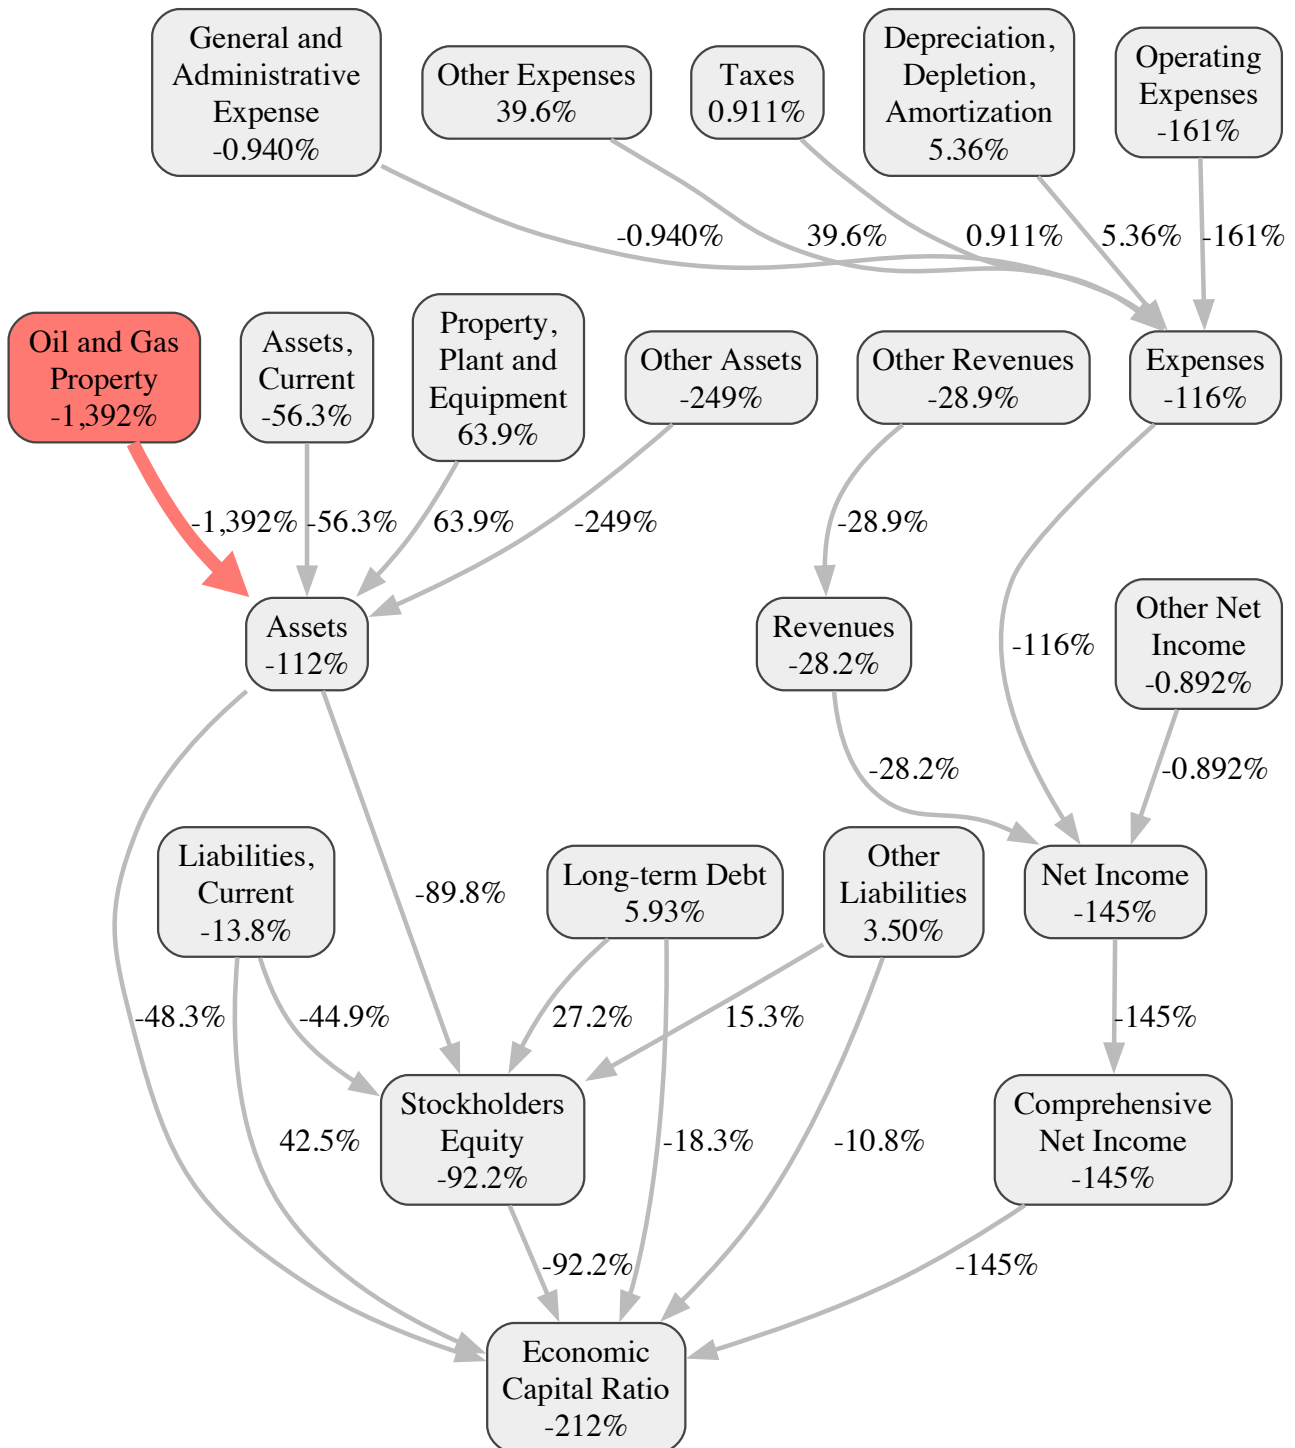 General and
Administrative
Expense
-0.940%
Other Expenses
39.6%
Taxes
0.911%
Depreciation,
Depletion,
Amortization
5.36%
Operating
Expenses
-161%
-0.940%
39.6%
0.911%
5.36%
-161%
Oil and Gas
Property
-1,392%
Assets,
Current
-56.3%
Property,
Plant and
Equipment
63.9%
Other Assets
-249%
Other Revenues
-28.9%
Expenses
-116%
-1,392%
-56.3%
63.9%
-249%
-28.9%
Assets
-112%
Revenues
-28.2%
-116%
Other Net
Income
-0.892%
-28.2%
-0.892%
Liabilities,
Current
-13.8%
-89.8%
Long-term Debt
5.93%
Other
Liabilities
3.50%
Net Income
-145%
-48.3%
-44.9%
27.2%
15.3%
-145%
Stockholders
Equity
-92.2%
Comprehensive
Net Income
-145%
42.5%
-18.3%
-10.8%
-92.2%
-145%
Economic
Capital Ratio
-212%